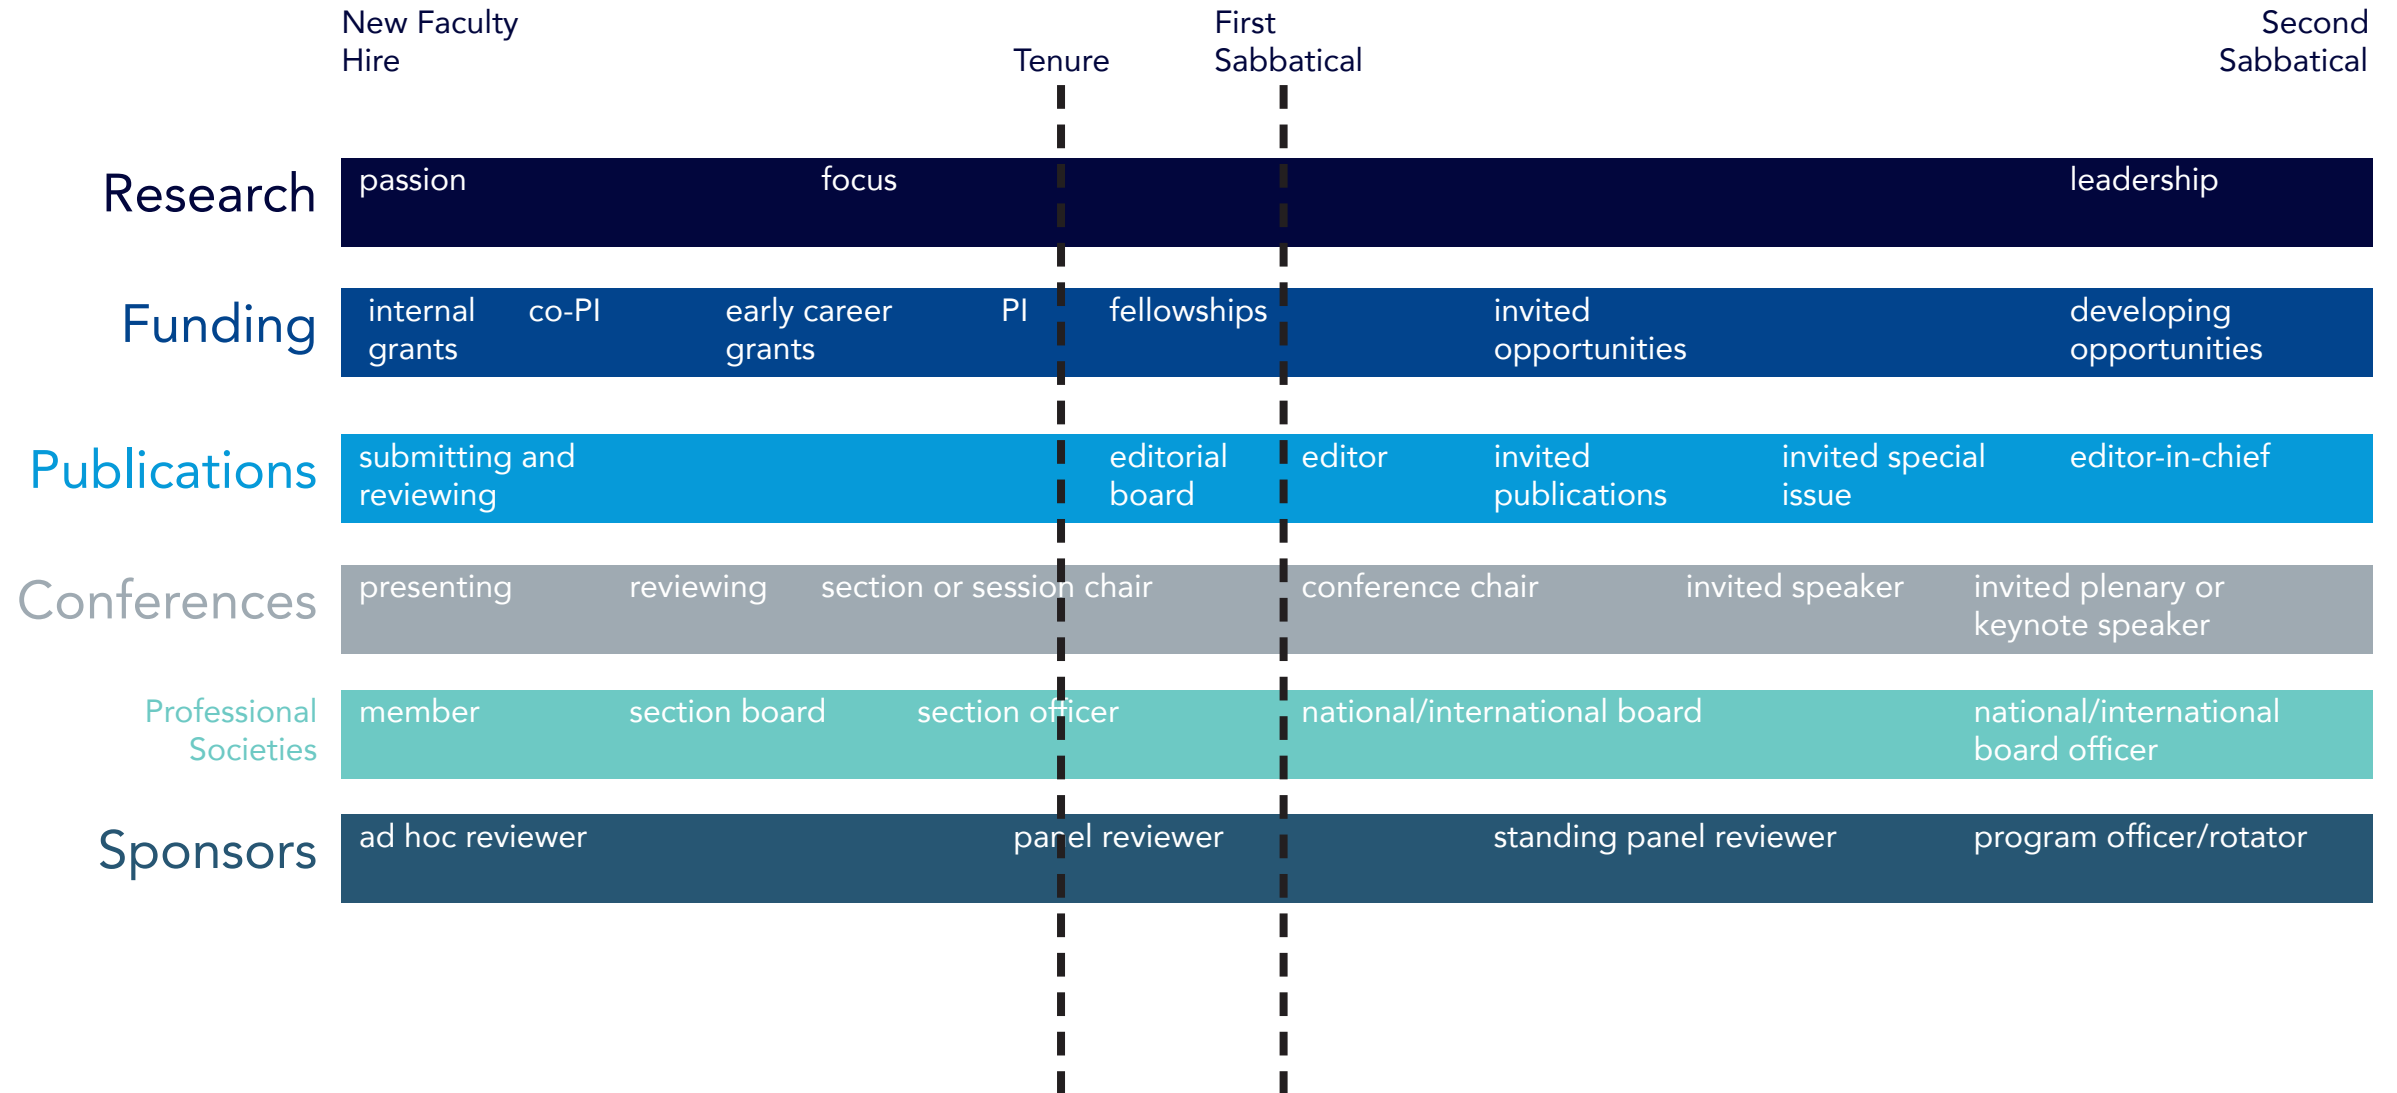 New Faculty
Hire
Tenure
First
Sabbatical
Second
Sabbatical
Research
passion
focus
leadership
Funding
internal
grants
co-PI
early career
grants
PI
fellowships
invited
opportunities
developing
opportunities
Publications
submitting and
reviewing
editorial
board
editor
invited
publications
invited special
issue
editor-in-chief
Conferences
presenting
reviewing
section or session chair
conference chair
invited speaker
invited plenary or
keynote speaker
Professional
Societies
member
section board
section officer
national/international board
national/international
board officer
Sponsors
ad hoc reviewer
panel reviewer
standing panel reviewer
program officer/rotator